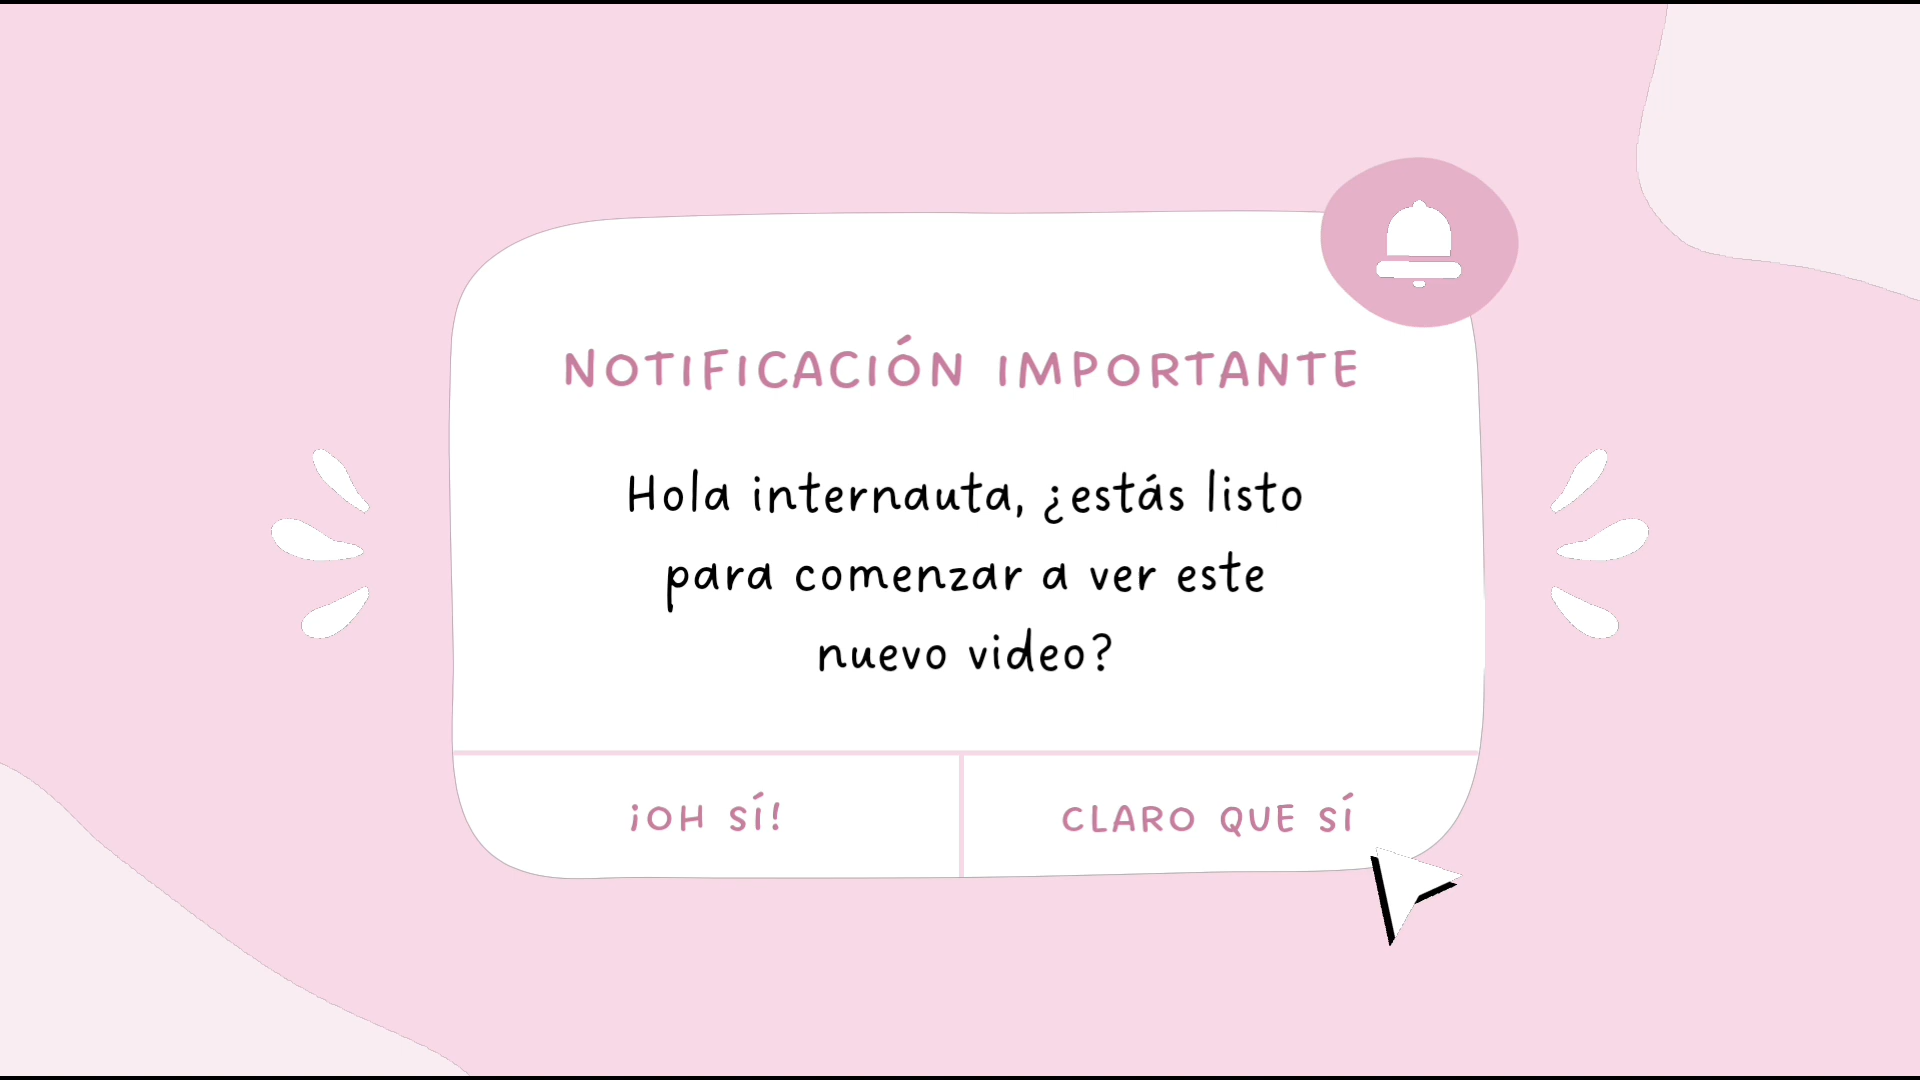 NOTIFICACIÓN IMPORTANTE
Hola internauta, ¿estás listo
para comenzar a ver este
nuevo video?
¡OH SÍ!
CLARO QUE SÍ